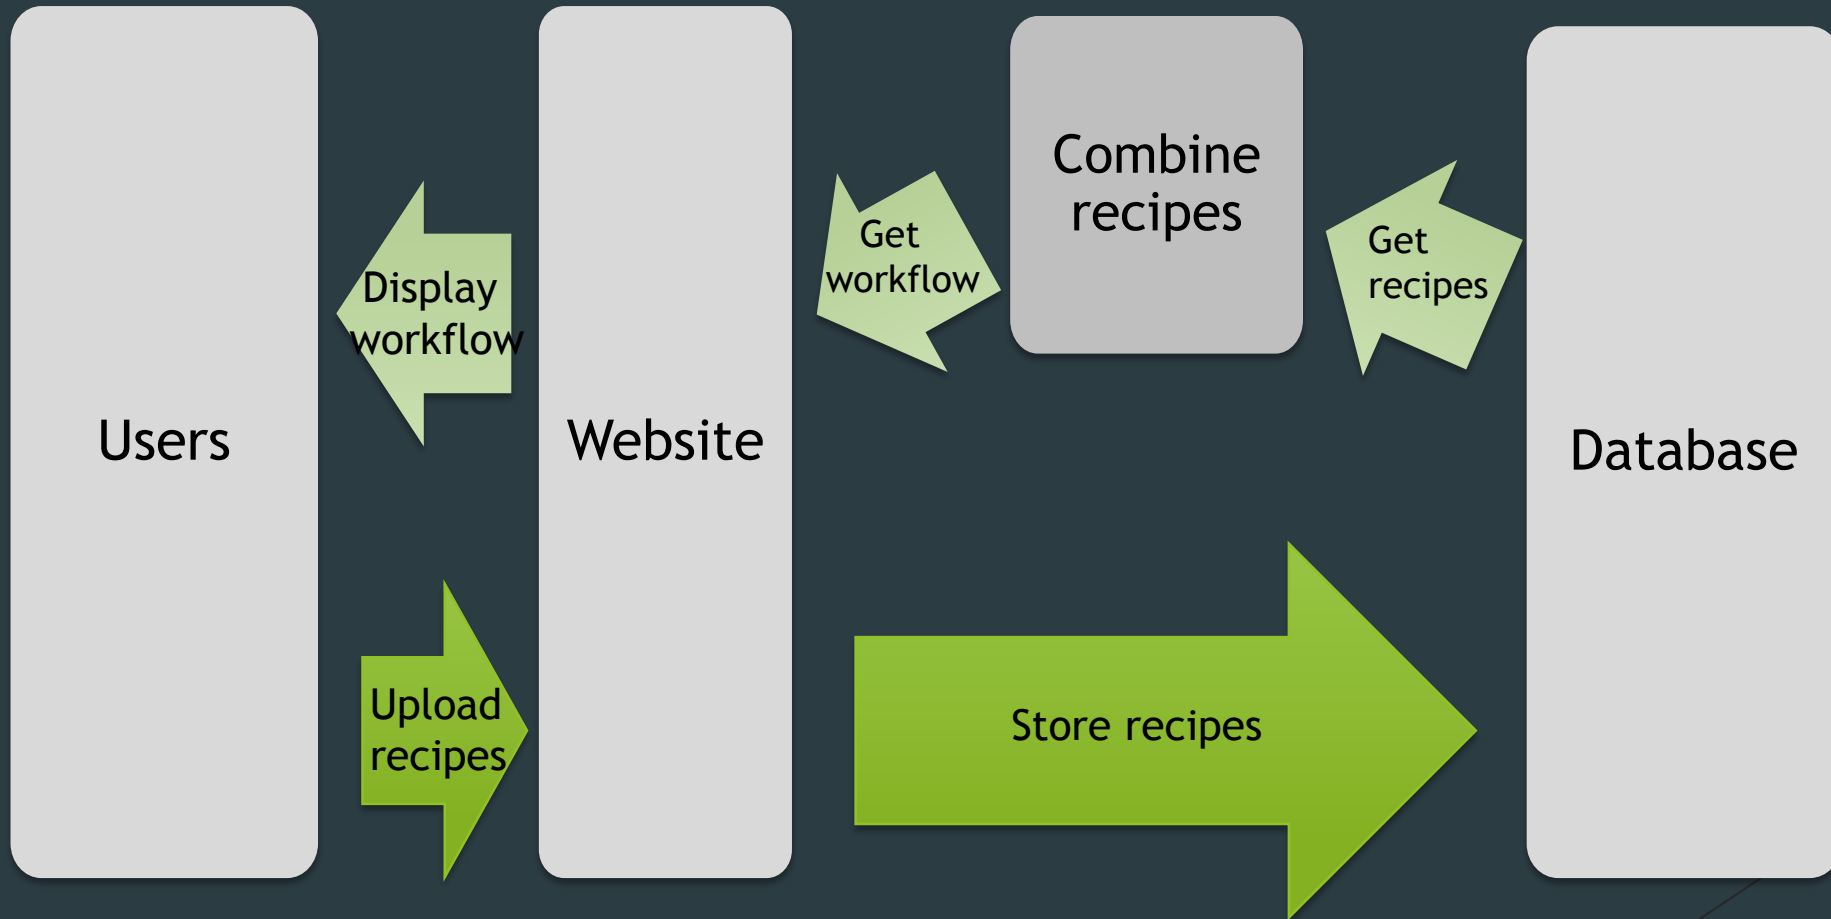 Combine
recipes
Get
workflow
Get
recipes
Display
workflow
Users
Website
Database
Upload
recipes
Store recipes